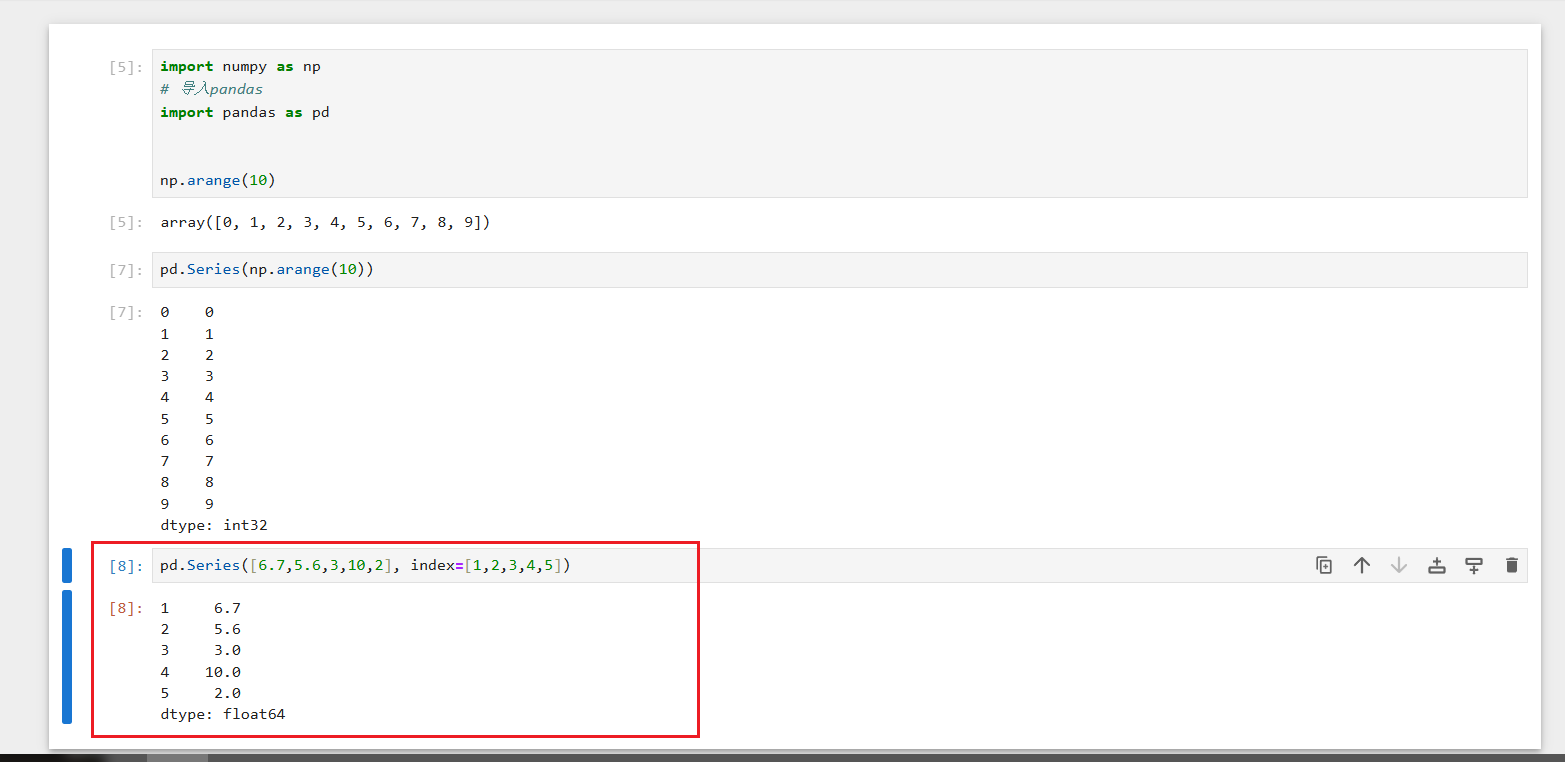 [5]: import numpy as np
# 导入pandas
import pandas as pd
np.arange(10)
[5]: array([0, 1, 2, 3, 4, 5, 6, 7, 8, 9])
[7]: pd.Series(np.arange(10))
[7]: 0    0
1    1
2    2
3    3
4    4
5    5
6    6
7    7
8    8
9    9
dtype: int32
[8]: pd.Series([6.7,5.6,3,10,2], index=[1,2,3,4,5])
[8]: 1     6.7
2     5.6
3     3.0
4    10.0
5     2.0
dtype: float64